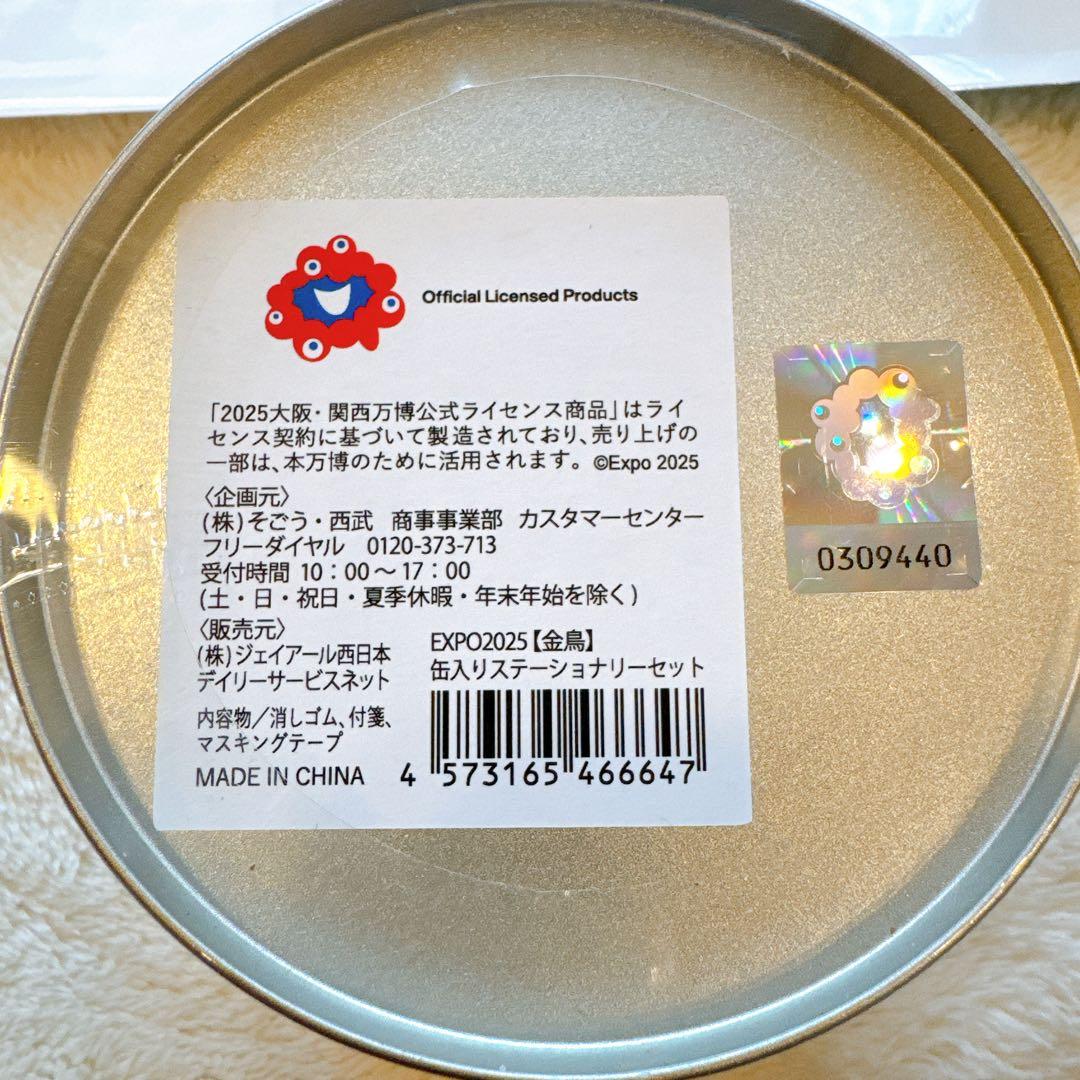 Official Licensed Products
「2025大阪・関西万博公式ライセンス商品」はライ
センス契約に基づいて製造されており、売り上げの
一部は、本万博のために活用されます。 ©Expo 2025
〈企画元〉
(株)そごう・西武 商事事業部 カスタマーセンター
フリーダイヤル 0120-373-713
受付時間 10:00〜17:00
(土・日・祝日・夏季休暇・年末年始を除く)
〈販売元〉
(株)ジェイアール西日本
デイリーサービスネット
内容物/消しゴム、付箋、
マスキングテープ
MADE IN CHINA
EXPO2025【金鳥】
缶入りステーショナリーセット
4 573165 466647
0309440